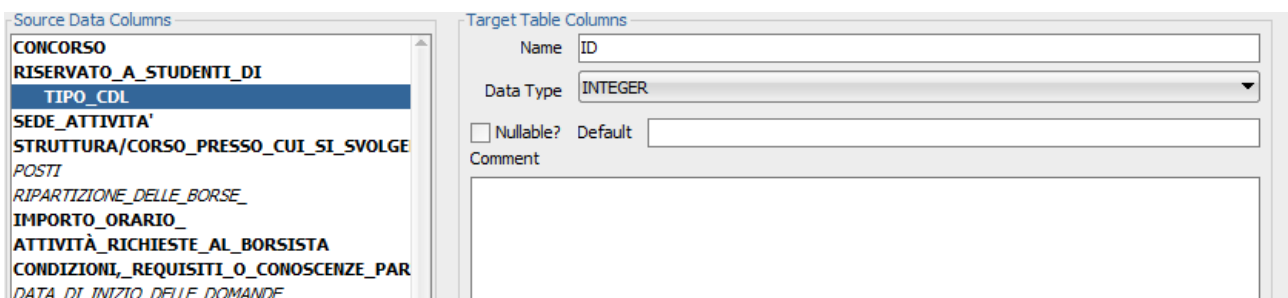 Source Data Columns
CONCORSO
RISERVATO_A_STUDENTI_DI
TIPO_CDL
SEDE_ATTIVITA'
STRUTTURA/CORSO_PRESSO_CUI_SI_SVOLGE
POSTI
RIPARTIZIONE_DELLE_BORSE_
IMPORTO_ORARIO_
ATTIVITÀ_RICHIESTE_AL_BORSISTA
CONDIZIONI,_REQUISITI_O_CONOSCENZE_PAR
DATA_DI_INIZIO_DELLE_DOMANDE
Target Table Columns
Name ID
Data Type INTEGER
Nullable? Default
Comment